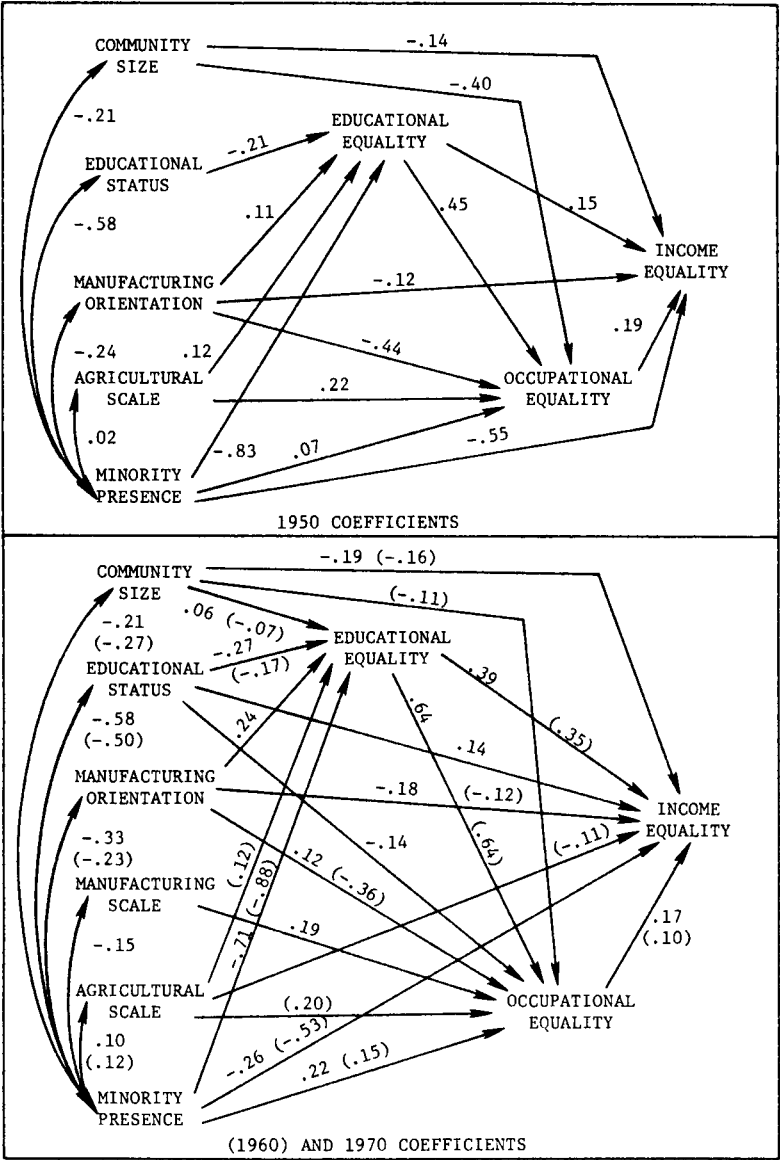 COMMUNITY
SIZE
-.14
-.40
-.21
EDUCATIONAL
EQUALITY
-.21
EDUCATIONAL
STATUS
-.58
.11
.45
.15
INCOME
EQUALITY
MANUFACTURING
ORIENTATION
-.12
-.24
.12
-.44
.19
AGRICULTURAL
SCALE
.22
OCCUPATIONAL
EQUALITY
.02
-.83
.07
-.55
MINORITY
PRESENCE
1950 COEFFICIENTS
-.19 (-.16)
COMMUNITY
SIZE
(-.11)
.06 (-.07)
-.21
(-.27)
EDUCATIONAL
EQUALITY
-.27
(-.17)
EDUCATIONAL
STATUS
.39
(.35)
-.58
(-.50)
.24
.64
(.64)
.14
MANUFACTURING
ORIENTATION
-.18 (-.12)
INCOME
EQUALITY
-.33
(-.23)
-.14
(-.11)
.12 (-.36)
(.12)
-.71 (-.88)
MANUFACTURING
SCALE
.19
.17
(.10)
-.15
AGRICULTURAL
SCALE
(.20)
OCCUPATIONAL
EQUALITY
.10
(.12)
-.26 (-.53)
.22 (.15)
MINORITY
PRESENCE
(1960) AND 1970 COEFFICIENTS